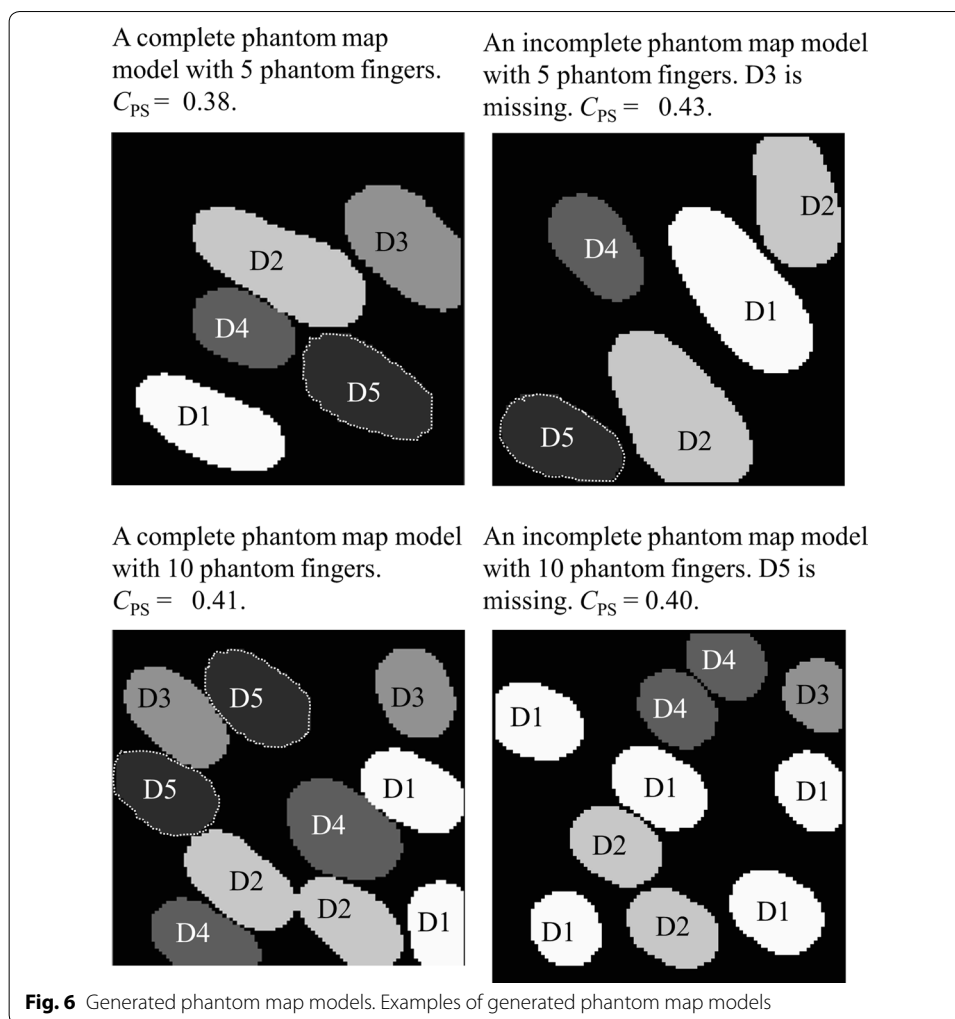 A complete phantom map
model with 5 phantom fingers.
C_PS = 0.38.
An incomplete phantom map model
with 5 phantom fingers. D3 is
missing. C_PS = 0.43.
D2
D3
D4
D5
D1
D2
D4
D1
D5
D2
A complete phantom map model
with 10 phantom fingers.
C_PS = 0.41.
An incomplete phantom map model
with 10 phantom fingers. D5 is
missing. C_PS = 0.40.
D3
D5
D3
D5
D1
D4
D2
D2
D1
D4
D4
D1
D4
D3
D1
D1
D2
D1
D2
D1
Fig. 6 Generated phantom map models. Examples of generated phantom map models